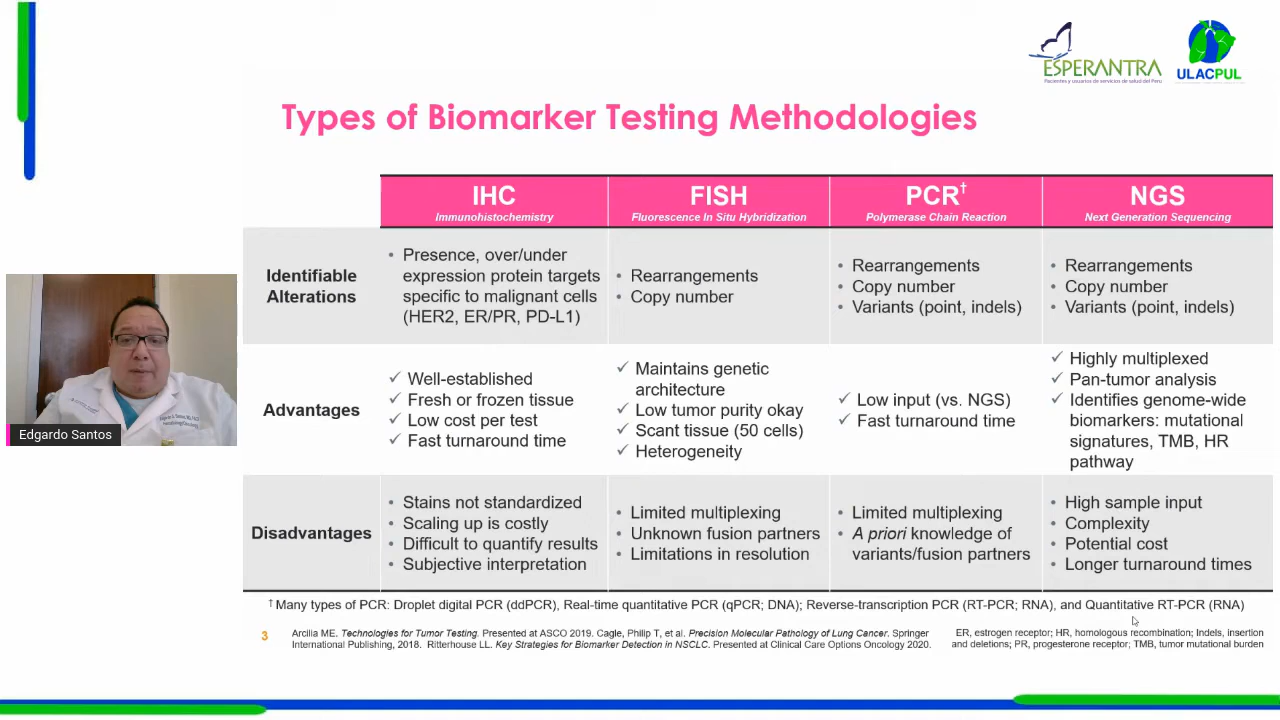 ESPERANTRA
Pacientes y usuarios de servicios de salud del Perú
ULACPUL
Types of Biomarker Testing Methodologies
IHC
Immunohistochemistry
FISH
Fluorescence In Situ Hybridization
PCR†
Polymerase Chain Reaction
NGS
Next Generation Sequencing
Identifiable
Alterations
• Presence, over/under
expression protein targets
specific to malignant cells
(HER2, ER/PR, PD-L1)
• Rearrangements
• Copy number
• Rearrangements
• Copy number
• Variants (point, indels)
• Rearrangements
• Copy number
• Variants (point, indels)
Advantages
✓ Well-established
✓ Fresh or frozen tissue
✓ Low cost per test
✓ Fast turnaround time
✓ Maintains genetic
architecture
✓ Low tumor purity okay
✓ Scant tissue (50 cells)
✓ Heterogeneity
✓ Low input (vs. NGS)
✓ Fast turnaround time
✓ Highly multiplexed
✓ Pan-tumor analysis
✓ Identifies genome-wide
biomarkers: mutational
signatures, TMB, HR
pathway
Disadvantages
• Stains not standardized
• Scaling up is costly
• Difficult to quantify results
• Subjective interpretation
• Limited multiplexing
• Unknown fusion partners
• Limitations in resolution
• Limited multiplexing
• A priori knowledge of
variants/fusion partners
• High sample input
• Complexity
• Potential cost
• Longer turnaround times
† Many types of PCR: Droplet digital PCR (ddPCR), Real-time quantitative PCR (qPCR; DNA); Reverse-transcription PCR (RT-PCR; RNA), and Quantitative RT-PCR (RNA)
3
Arcilia ME. Technologies for Tumor Testing. Presented at ASCO 2019. Cagle, Philip T, et al. Precision Molecular Pathology of Lung Cancer. Springer
International Publishing, 2018. Ritterhouse LL. Key Strategies for Biomarker Detection in NSCLC. Presented at Clinical Care Options Oncology 2020.
ER, estrogen receptor; HR, homologous recombination; Indels, insertion
and deletions; PR, progesterone receptor; TMB, tumor mutational burden
Edgardo Santos